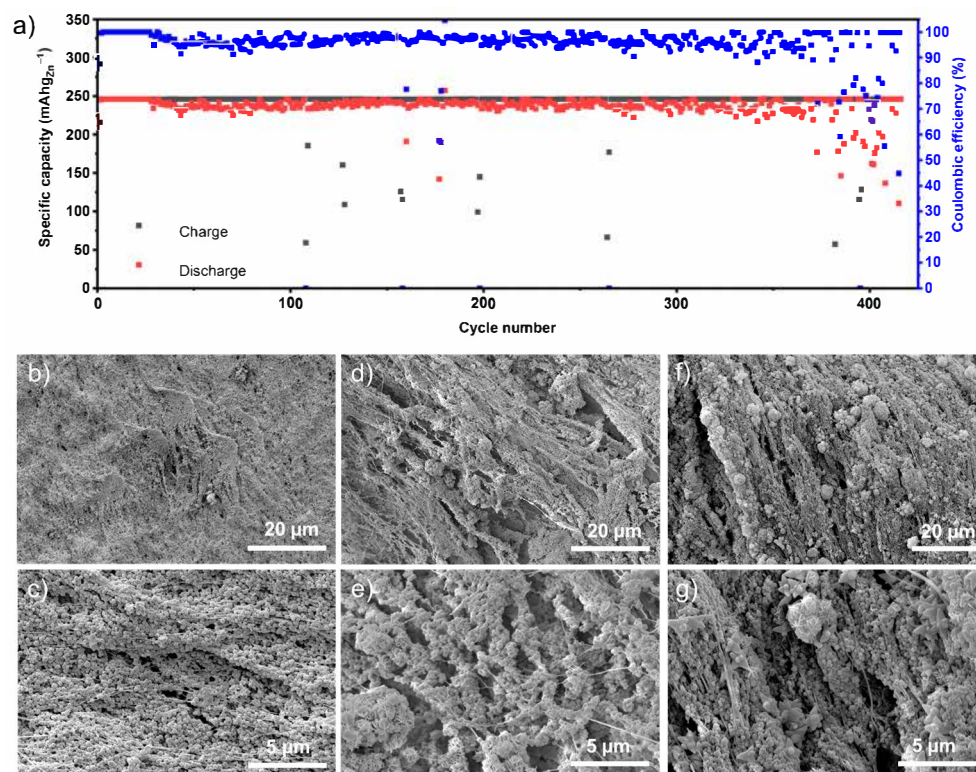 a)
Specific capacity (mAhg_Zn⁻¹)
350
300
250
200
150
100
50
0
Charge
Discharge
0
100
200
300
400
Cycle number
100
90
80
70
60
50
40
30
20
10
0
Coulombic efficiency (%)
b)
20 µm
d)
20 µm
f)
20 µm
c)
5 µm
e)
5 µm
g)
5 µm